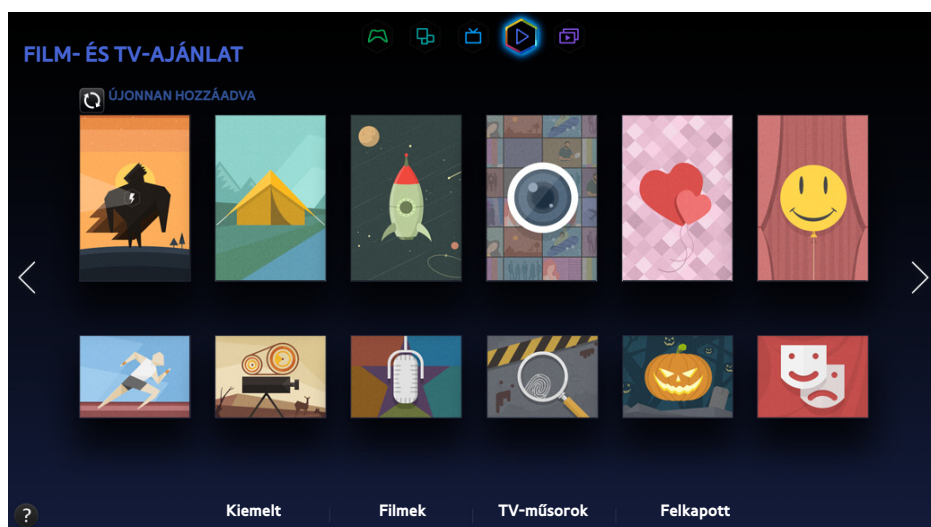 FILM- ÉS TV-AJÁNLAT
ÚJONNAN HOZZÁADVA
? Kiemelt Filmek TV-műsorok Felkapott